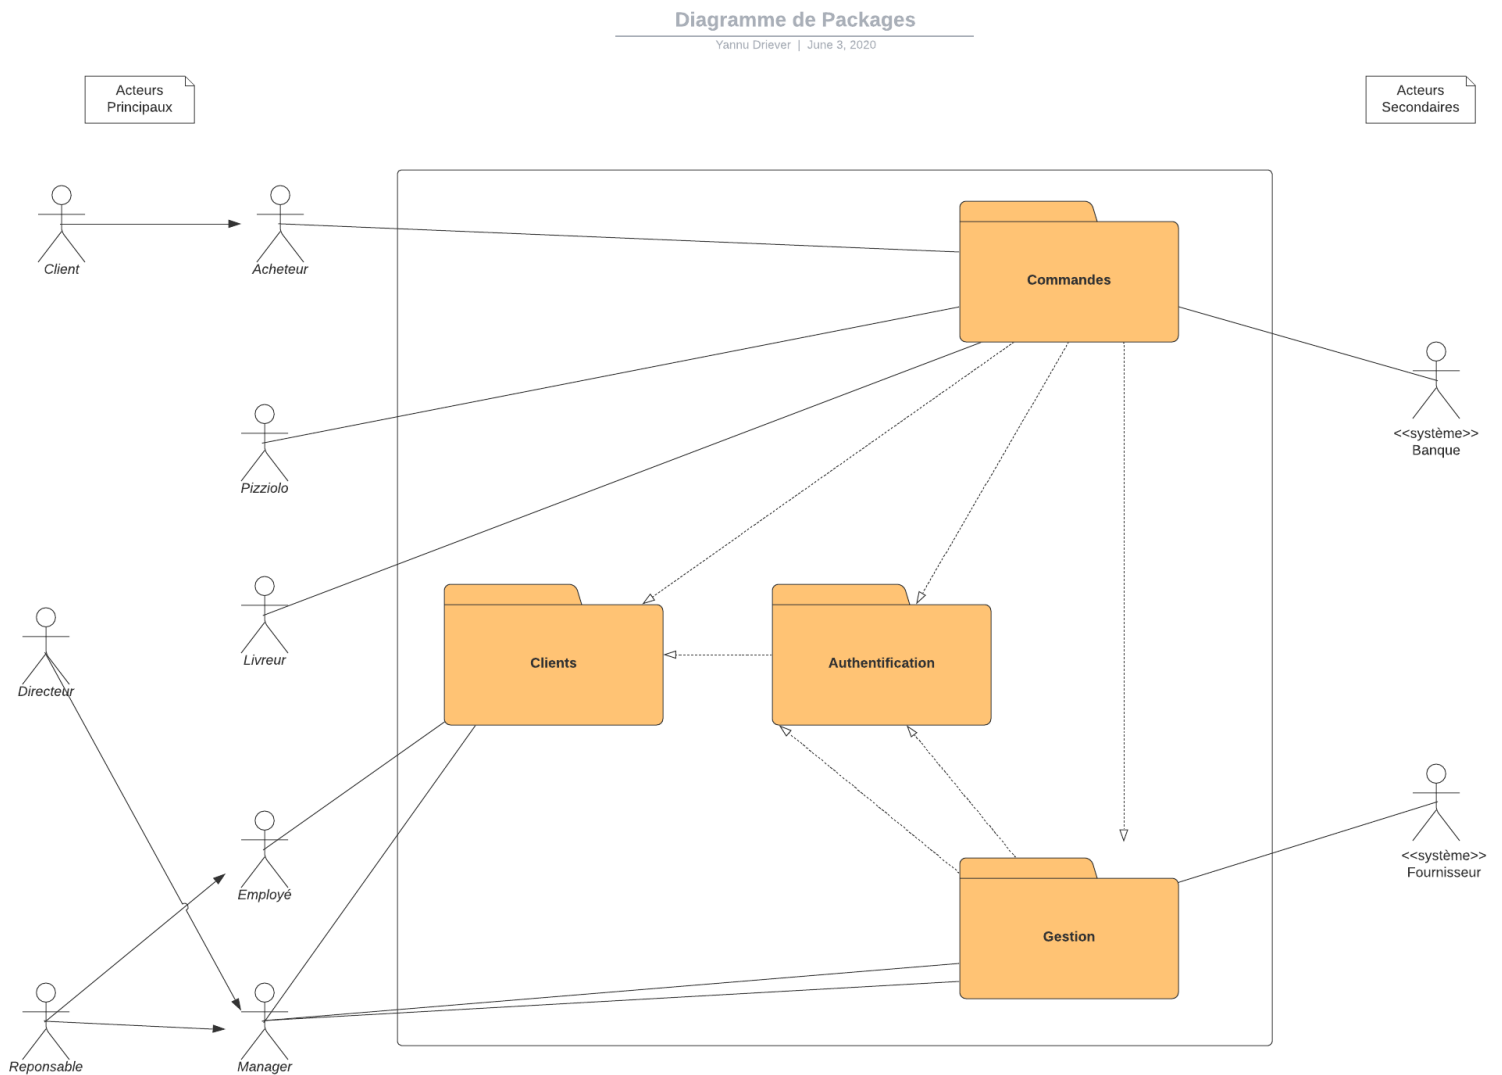 Diagramme de Packages
Yannu Driever | June 3, 2020
Acteurs
Principaux
Acteurs
Secondaires
Client
Acheteur
Commandes
<<système>>
Banque
Pizziolo
Livreur
Clients
Authentification
Directeur
<<système>>
Fournisseur
Employé
Gestion
Reponsable
Manager